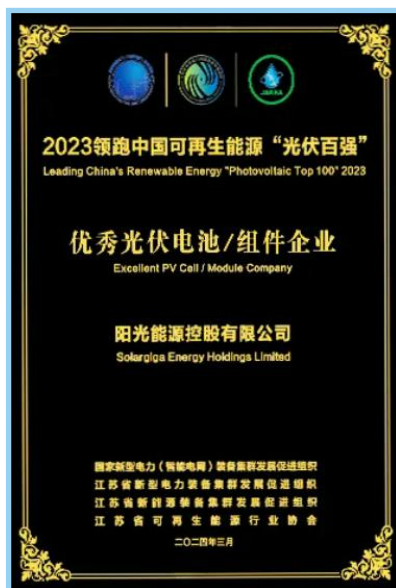 JAREIA
2023领跑中国可再生能源“光伏百强”
Leading China's Renewable Energy "Photovoltaic Top 100" 2023
优秀光伏电池/组件企业
Excellent PV Cell / Module Company
阳光能源控股有限公司
Solargiga Energy Holdings Limited
国家新型电力（智能电网）装备集群发展促进组织
江苏省新型电力装备集群发展促进组织
江苏省新能源装备集群发展促进组织
江苏省可再生能源行业协会
二〇二四年三月